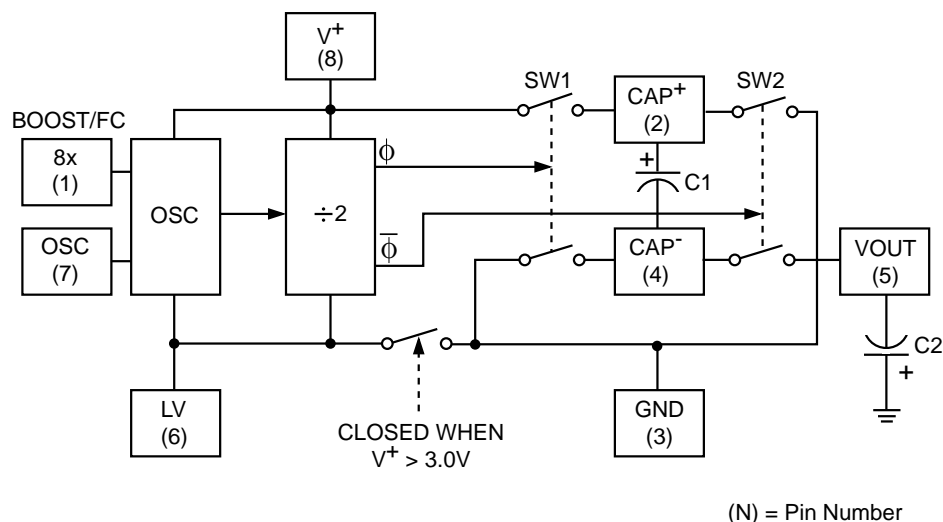 V+
(8)
SW1
CAP+
(2)
SW2
BOOST/FC
8x
(1)
OSC
÷2
ϕ
+
C1
OSC
(7)
ϕ̅
CAP-
(4)
VOUT
(5)
C2
+
LV
(6)
CLOSED WHEN
V+ > 3.0V
GND
(3)
(N) = Pin Number